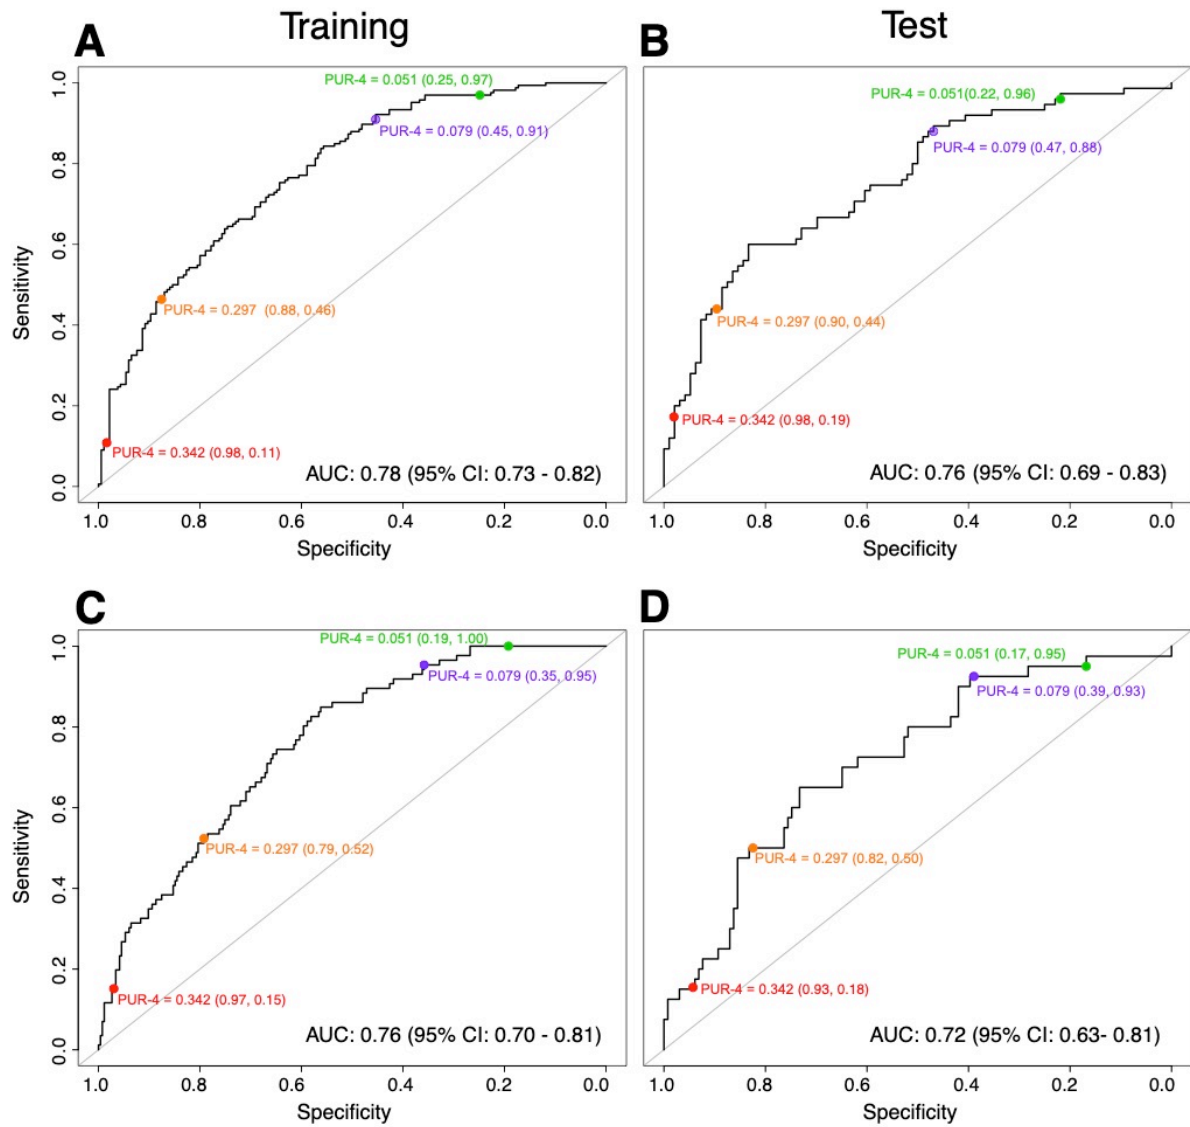 Training
Test
A
PUR-4 = 0.051 (0.25, 0.97)
PUR-4 = 0.079 (0.45, 0.91)
PUR-4 = 0.297 (0.88, 0.46)
PUR-4 = 0.342 (0.98, 0.11)
AUC: 0.78 (95% CI: 0.73 - 0.82)
Sensitivity
1.0
0.8
0.6
0.4
0.2
0.0
1.0 0.8 0.6 0.4 0.2 0.0
Specificity
B
PUR-4 = 0.051(0.22, 0.96)
PUR-4 = 0.079 (0.47, 0.88)
PUR-4 = 0.297 (0.90, 0.44)
PUR-4 = 0.342 (0.98, 0.19)
AUC: 0.76 (95% CI: 0.69 - 0.83)
1.0 0.8 0.6 0.4 0.2 0.0
Specificity
C
PUR-4 = 0.051 (0.19, 1.00)
PUR-4 = 0.079 (0.35, 0.95)
PUR-4 = 0.297 (0.79, 0.52)
PUR-4 = 0.342 (0.97, 0.15)
AUC: 0.76 (95% CI: 0.70 - 0.81)
Sensitivity
1.0
0.8
0.6
0.4
0.2
0.0
1.0 0.8 0.6 0.4 0.2 0.0
Specificity
D
PUR-4 = 0.051 (0.17, 0.95)
PUR-4 = 0.079 (0.39, 0.93)
PUR-4 = 0.297 (0.82, 0.50)
PUR-4 = 0.342 (0.93, 0.18)
AUC: 0.72 (95% CI: 0.63- 0.81)
1.0 0.8 0.6 0.4 0.2 0.0
Specificity